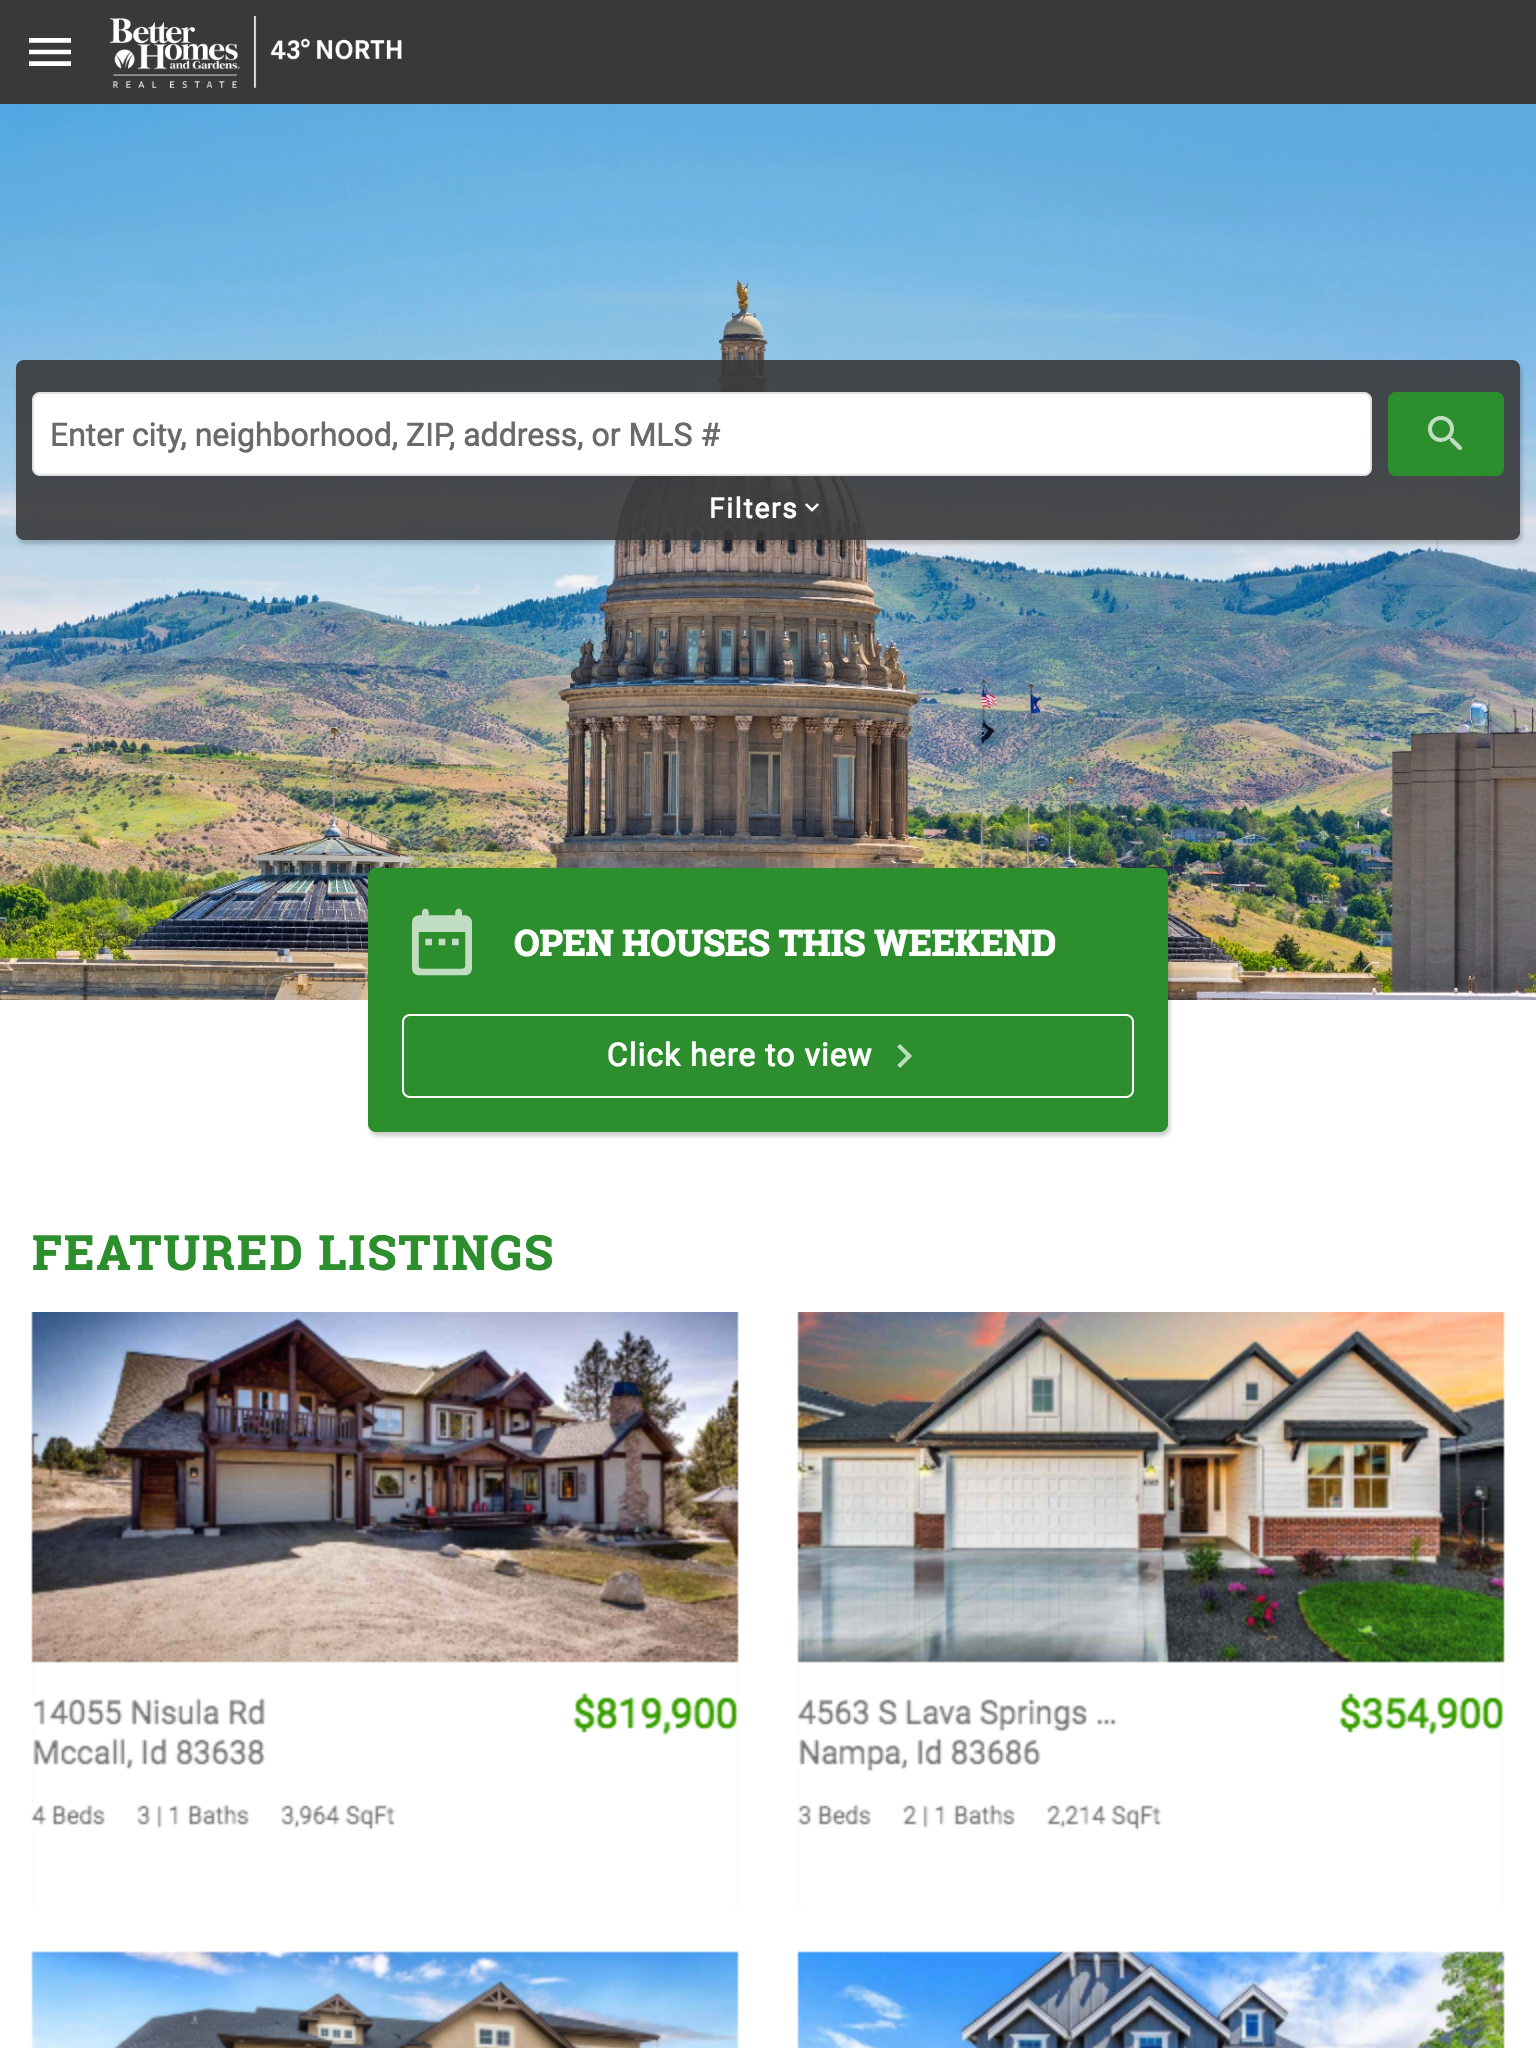 Better
Homes
and Gardens.
REAL ESTATE
43° NORTH
Enter city, neighborhood, ZIP, address, or MLS #
Filters
OPEN HOUSES THIS WEEKEND
Click here to view
FEATURED LISTINGS
14055 Nisula Rd
$819,900
Mccall, Id 83638
4 Beds 3 | 1 Baths 3,964 SqFt
4563 S Lava Springs ...
$354,900
Nampa, Id 83686
3 Beds 2 | 1 Baths 2,214 SqFt